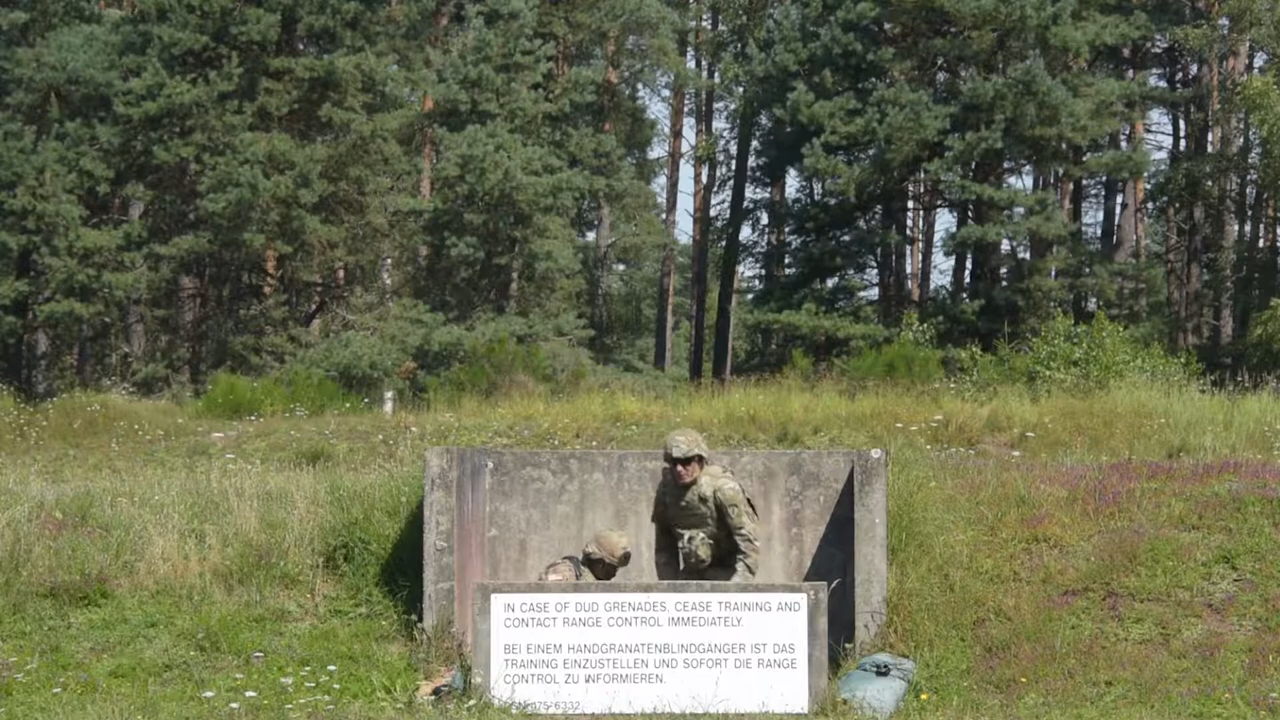 IN CASE OF DUD GRENADES, CEASE TRAINING AND
CONTACT RANGE CONTROL IMMEDIATELY.
BEI EINEM HANDGRANATENBLINDGÄNGER IST DAS
TRAINING EINZUSTELLEN UND SOFORT DIE RANGE
CONTROL ZU INFORMIEREN.